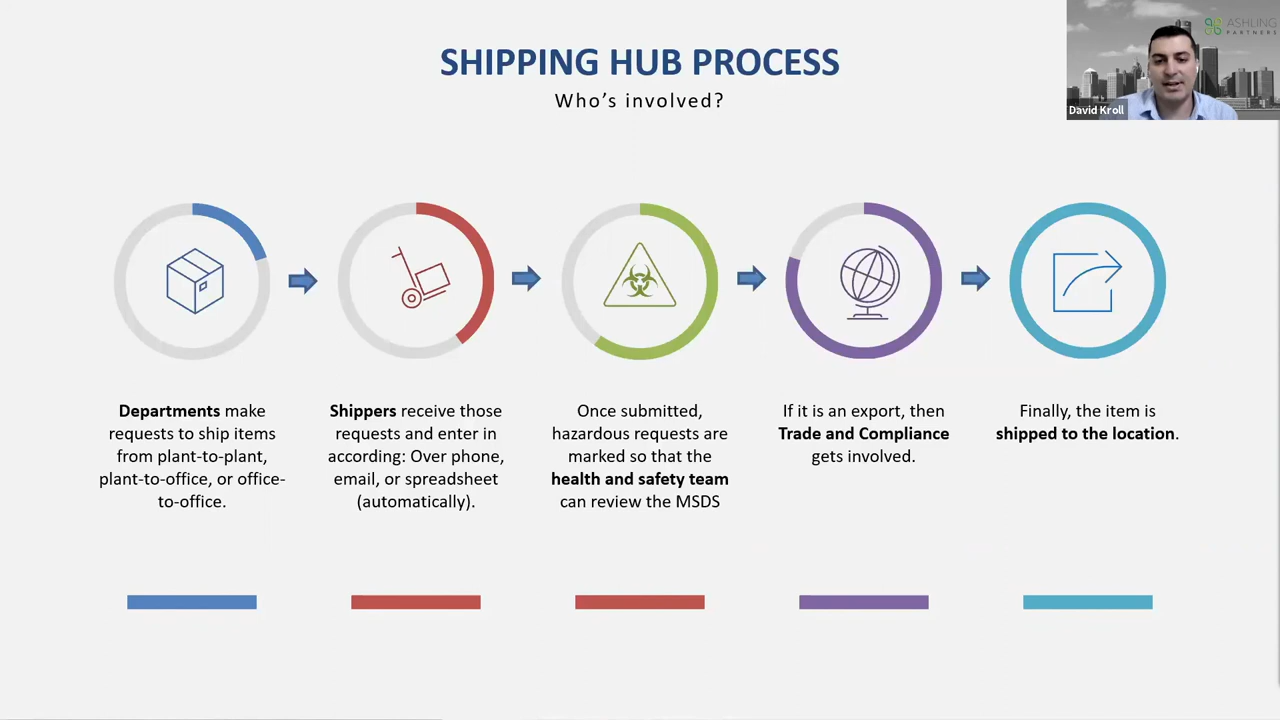 SHIPPING HUB PROCESS
Who's involved?
ASHLING
PARTNERS
David Kroll
Departments make
requests to ship items
from plant-to-plant,
plant-to-office, or office-
to-office.
Shippers receive those
requests and enter in
according: Over phone,
email, or spreadsheet
(automatically).
Once submitted,
hazardous requests are
marked so that the
health and safety team
can review the MSDS
If it is an export, then
Trade and Compliance
gets involved.
Finally, the item is
shipped to the location.